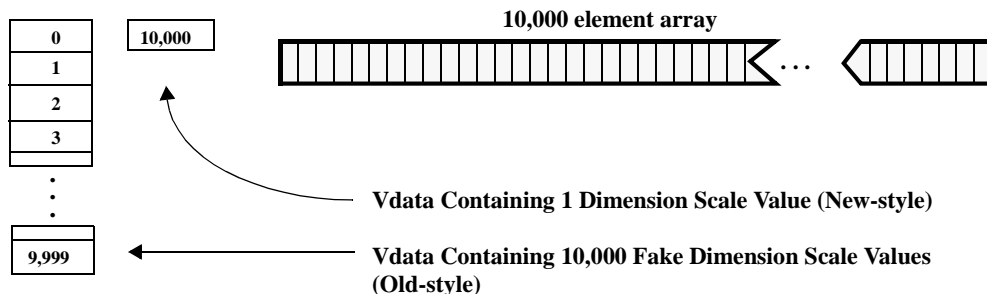 10,000 element array
0
10,000
1
2
3
...
Vdata Containing 1 Dimension Scale Value (New-style)
9,999
Vdata Containing 10,000 Fake Dimension Scale Values
(Old-style)